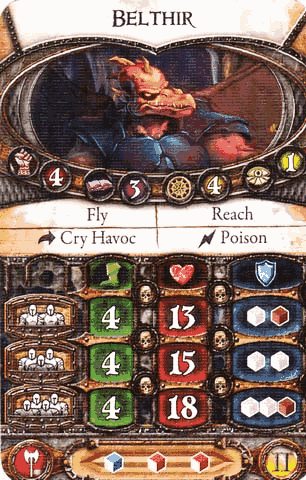 BELTHIR
4 3 4 1
Fly Reach
Cry Havoc Poison
4 13
4 15
4 18
II